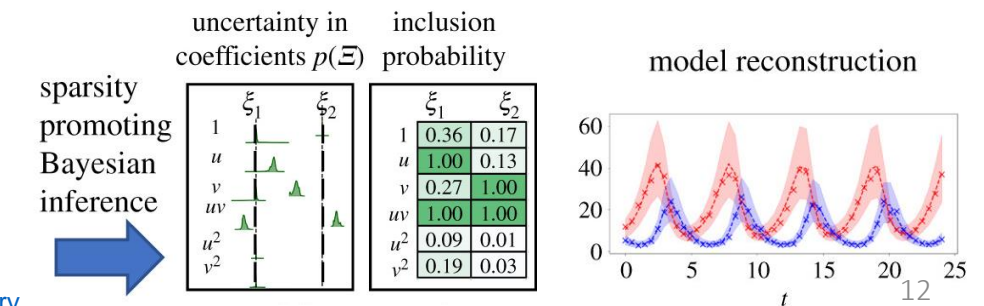 uncertainty in
coefficients p(Ξ)
inclusion
probability
model reconstruction
sparsity
promoting
Bayesian
inference
ξ1 ξ2
1
u
v
uv
u²
v²
ξ1 ξ2
1 0.36 0.17
u 1.00 0.13
v 0.27 1.00
uv 1.00 1.00
u² 0.09 0.01
v² 0.19 0.03
60
40
20
0
0 5 10 15 20 25
t
12